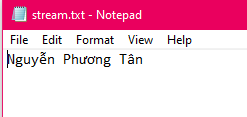 stream.txt - Notepad
File Edit Format View Help
Nguyễn Phương Tân